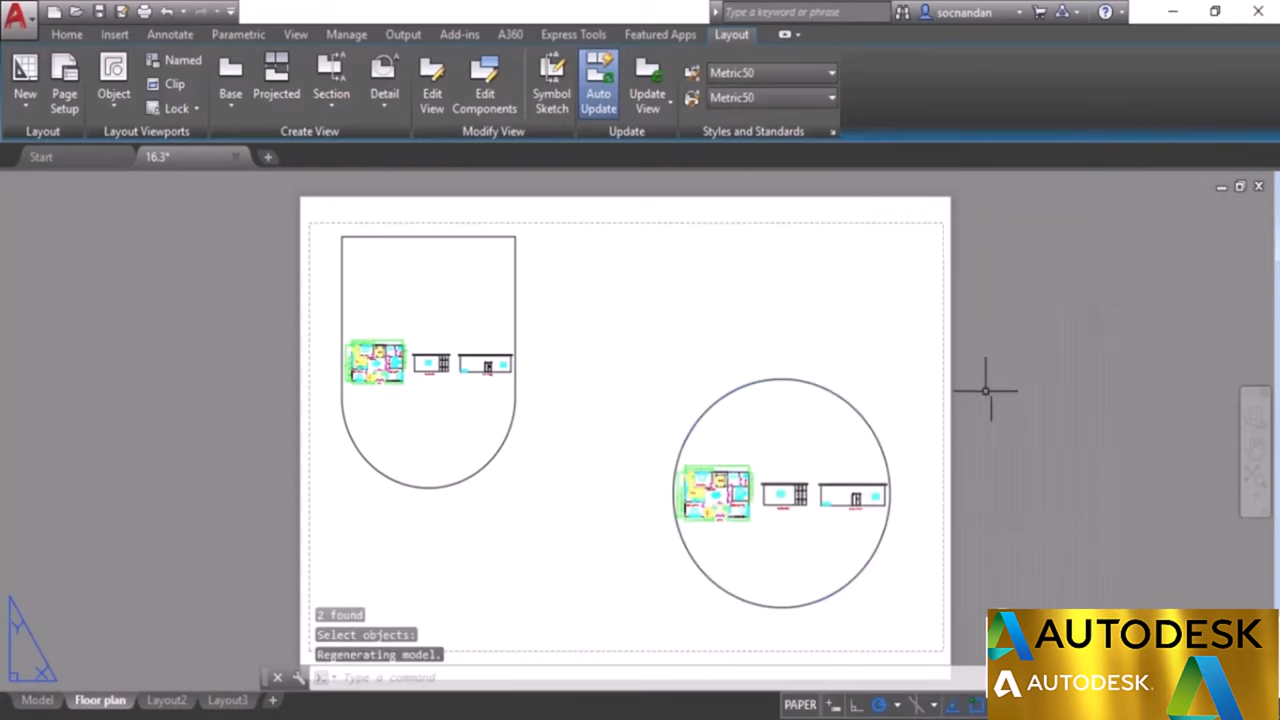 Type a keyword or phrase
socnandan
Home Insert Annotate Parametric View Manage Output Add-ins A360 Express Tools Featured Apps Layout
New
Page Setup
Object
Named
Clip
Lock
Base
Projected
Section
Detail
Edit View
Edit Components
Symbol Sketch
Auto Update
Update View
Metric50
Metric50
Layout
Layout Viewports
Create View
Modify View
Update
Styles and Standards
Start
16.3*
2 found
Select objects:
Regenerating model.
Type a command
Y
X
Model Floor plan Layout2 Layout3
PAPER
AUTODESK
AUTODESK.